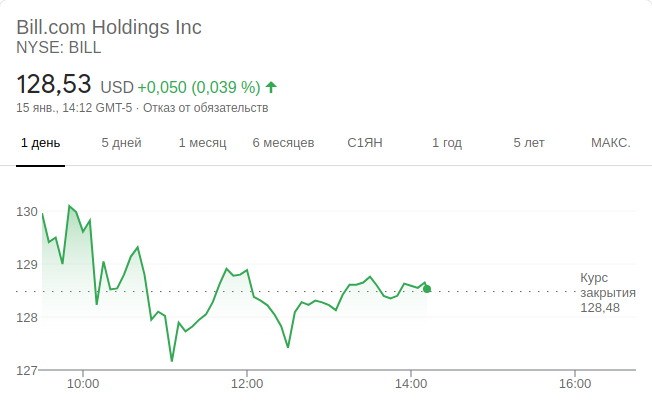 Bill.com Holdings Inc
NYSE: BILL
128,53 USD +0,050 (0,039 %)
15 янв., 14:12 GMT-5 · Отказ от обязательств
1 день 5 дней 1 месяц 6 месяцев С1ЯН 1 год 5 лет МАКС.
130
129
128
127
Курс
закрытия
128,48
10:00 12:00 14:00 16:00